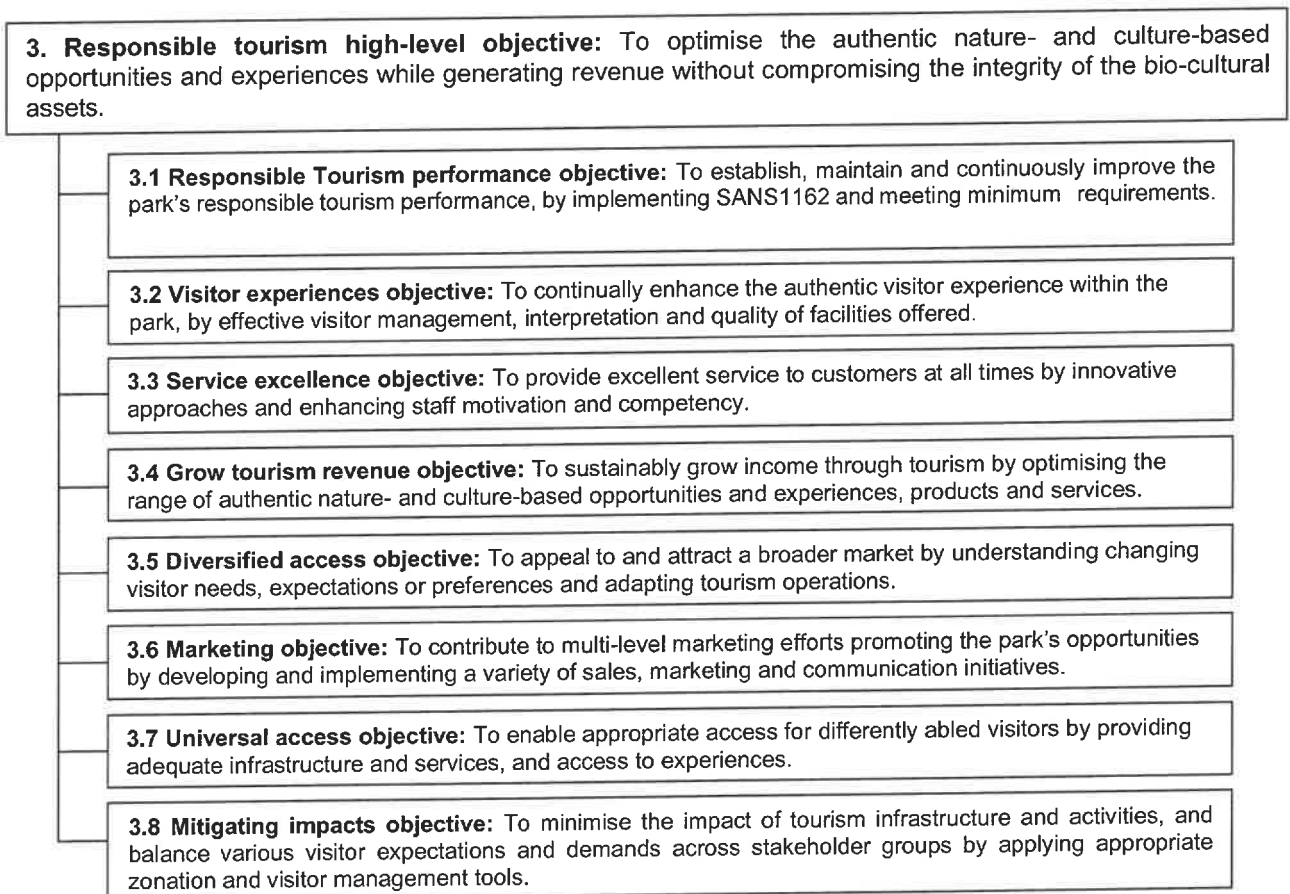 3. Responsible tourism high-level objective: To optimise the authentic nature- and culture-based
opportunities and experiences while generating revenue without compromising the integrity of the bio-cultural
assets.
3.1 Responsible Tourism performance objective: To establish, maintain and continuously improve the
park's responsible tourism performance, by implementing SANS1162 and meeting minimum requirements.
3.2 Visitor experiences objective: To continually enhance the authentic visitor experience within the
park, by effective visitor management, interpretation and quality of facilities offered.
3.3 Service excellence objective: To provide excellent service to customers at all times by innovative
approaches and enhancing staff motivation and competency.
3.4 Grow tourism revenue objective: To sustainably grow income through tourism by optimising the
range of authentic nature- and culture-based opportunities and experiences, products and services.
3.5 Diversified access objective: To appeal to and attract a broader market by understanding changing
visitor needs, expectations or preferences and adapting tourism operations.
3.6 Marketing objective: To contribute to multi-level marketing efforts promoting the park's opportunities
by developing and implementing a variety of sales, marketing and communication initiatives.
3.7 Universal access objective: To enable appropriate access for differently abled visitors by providing
adequate infrastructure and services, and access to experiences.
3.8 Mitigating impacts objective: To minimise the impact of tourism infrastructure and activities, and
balance various visitor expectations and demands across stakeholder groups by applying appropriate
zonation and visitor management tools.